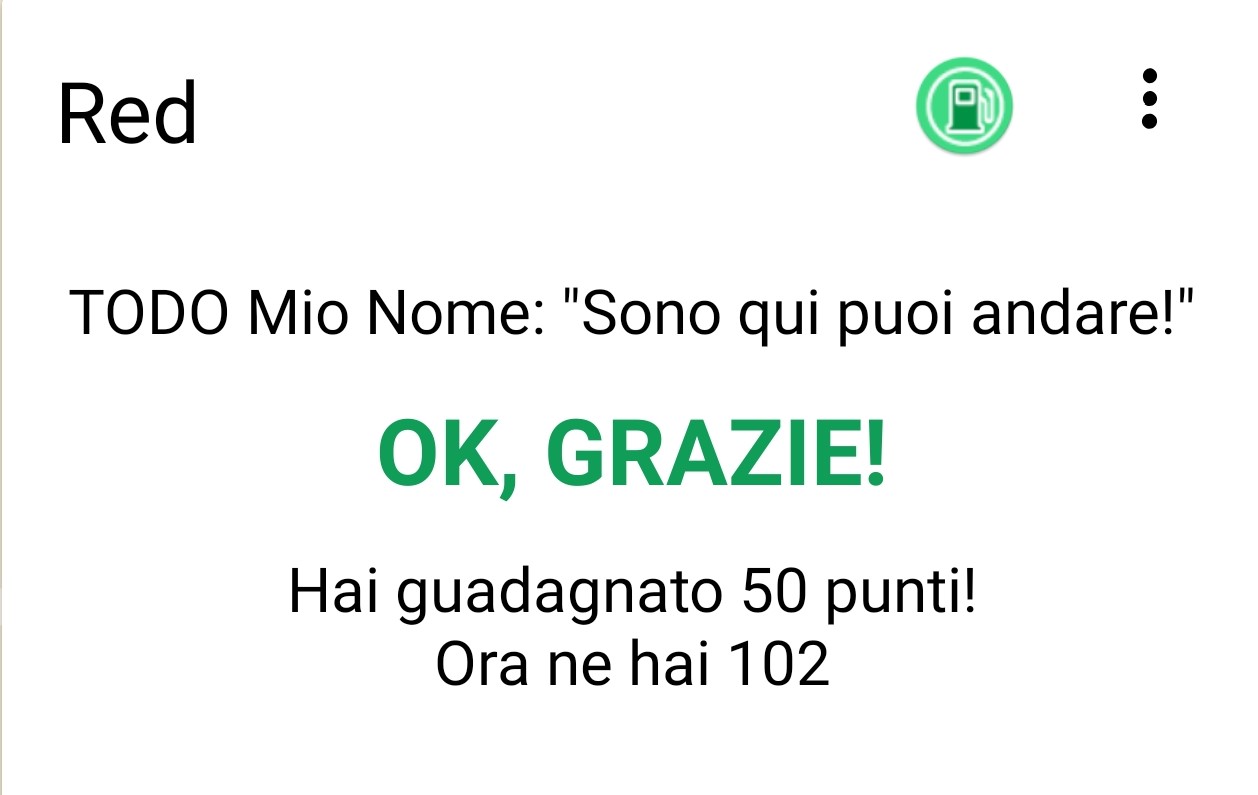 Red
TODO Mio Nome: "Sono qui puoi andare!"
OK, GRAZIE!
Hai guadagnato 50 punti!
Ora ne hai 102